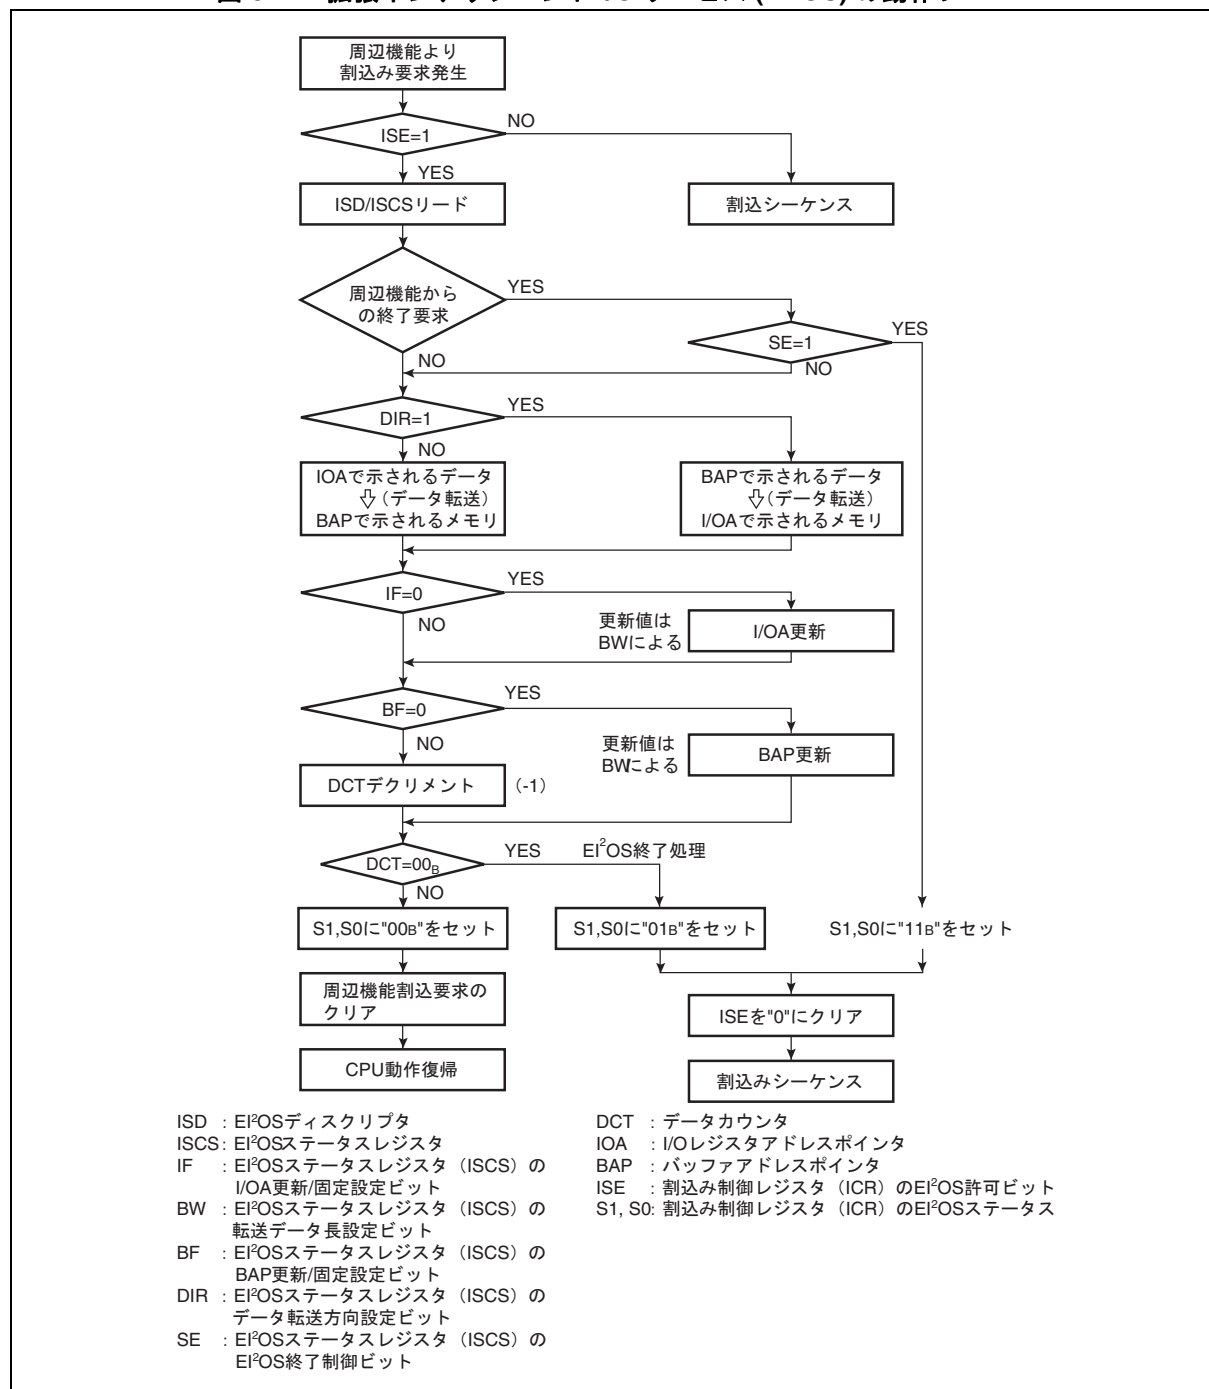 周辺機能より
割込み要求発生
ISE=1
NO
YES
ISD/ISCSリード
割込シーケンス
周辺機能から
の終了要求
YES
SE=1
YES
NO
NO
DIR=1
YES
NO
IOAで示されるデータ
(データ転送)
BAPで示されるメモリ
BAPで示されるデータ
(データ転送)
I/OAで示されるメモリ
IF=0
YES
NO
更新値は
BWによる
I/OA更新
BF=0
YES
NO
更新値は
BWによる
BAP更新
DCTデクリメント
(-1)
DCT=00B
YES
EI²OS終了処理
NO
S1,S0に"00B"をセット
S1,S0に"01B"をセット
S1,S0に"11B"をセット
周辺機能割込要求の
クリア
ISEを"0"にクリア
CPU動作復帰
割込みシーケンス
ISD : EI²OSディスクリプタ
ISCS : EI²OSステータスレジスタ
IF : EI²OSステータスレジスタ（ISCS）の
I/OA更新/固定設定ビット
BW : EI²OSステータスレジスタ（ISCS）の
転送データ長設定ビット
BF : EI²OSステータスレジスタ（ISCS）の
BAP更新/固定設定ビット
DIR : EI²OSステータスレジスタ（ISCS）の
データ転送方向設定ビット
SE : EI²OSステータスレジスタ（ISCS）の
EI²OS終了制御ビット
DCT : データカウンタ
IOA : I/Oレジスタアドレスポインタ
BAP : バッファアドレスポインタ
ISE : 割込み制御レジスタ（ICR）のEI²OS許可ビット
S1, S0: 割込み制御レジスタ（ICR）のEI²OSステータス